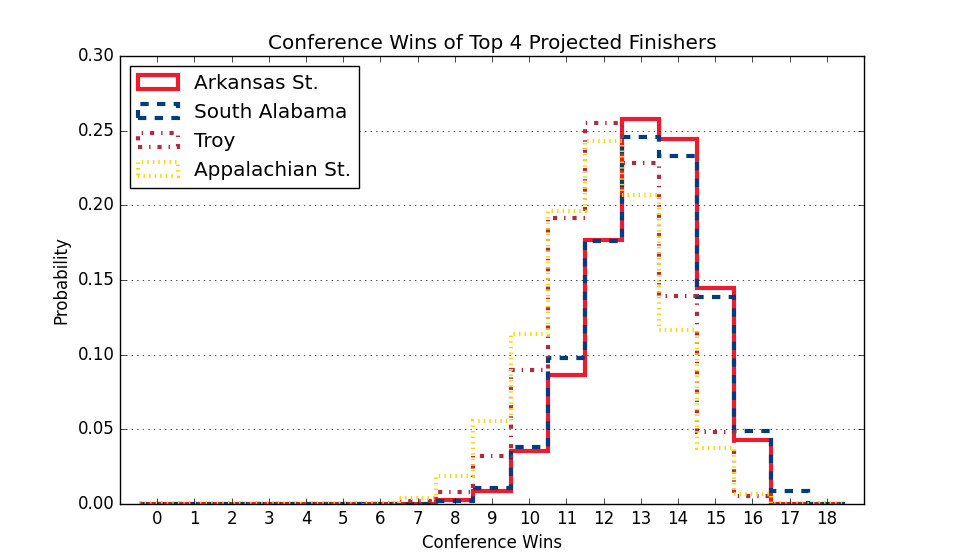 Conference Wins of Top 4 Projected Finishers
0.30
0.25
0.20
0.15
0.10
0.05
0.00
Probability
Arkansas St.
South Alabama
Troy
Appalachian St.
0 1 2 3 4 5 6 7 8 9 10 11 12 13 14 15 16 17 18
Conference Wins